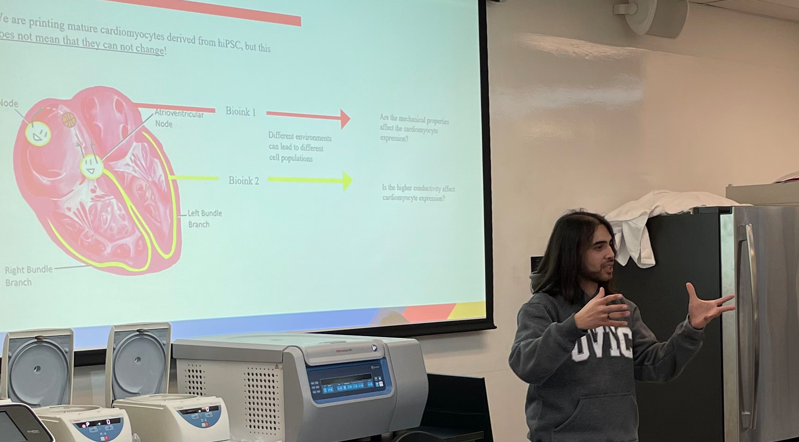 We are printing mature cardiomyocytes derived from hiPSC, but this
does not mean that they can not change!
Node
Atrioventricular
Node
Bioink 1
Different environments
can lead to different
cell populations
Are the mechanical properties
affect the cardiomyocyte
expression?
Bioink 2
Is the higher conductivity affect
cardiomyocyte expression?
Left Bundle
Branch
Right Bundle
Branch
UVIC